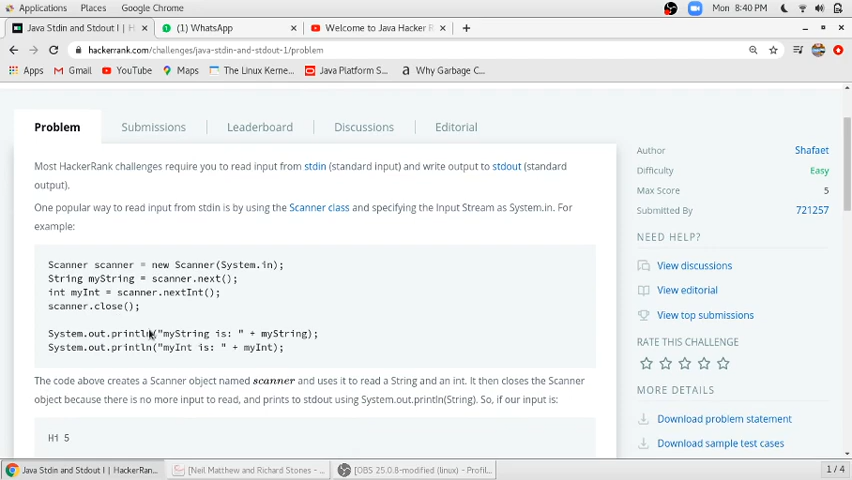 Applications Places Google Chrome Mon 8:40 PM
Java Stdin and Stdout I | H × (1) WhatsApp × Welcome to Java Hacker R ×
hackerrank.com/challenges/java-stdin-and-stdout-1/problem
Apps Gmail YouTube Maps The Linux Kerne... Java Platform S... Why Garbage C...
Problem Submissions Leaderboard Discussions Editorial
Most HackerRank challenges require you to read input from stdin (standard input) and write output to stdout (standard
output).
One popular way to read input from stdin is by using the Scanner class and specifying the Input Stream as System.in. For
example:
Scanner scanner = new Scanner(System.in);
String myString = scanner.next();
int myInt = scanner.nextInt();
scanner.close();
System.out.println("myString is: " + myString);
System.out.println("myInt is: " + myInt);
The code above creates a Scanner object named scanner and uses it to read a String and an int. It then closes the Scanner
object because there is no more input to read, and prints to stdout using System.out.println(String). So, if our input is:
Hi 5
Author Shafaet
Difficulty Easy
Max Score 5
Submitted By 721257
NEED HELP?
View discussions
View editorial
View top submissions
RATE THIS CHALLENGE
MORE DETAILS
Download problem statement
Download sample test cases
Java Stdin and Stdout I | HackerRan... [Neil Matthew and Richard Stones - ... [OBS 25.0.8-modified (linux) - Profil... 1 / 4